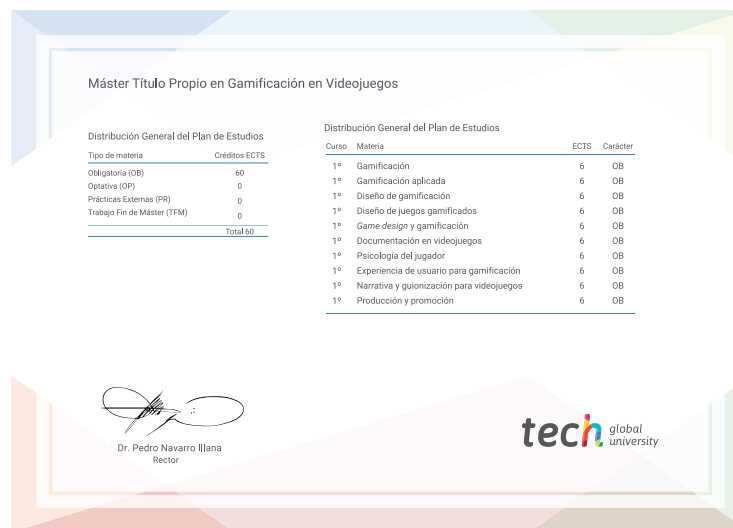 Máster Título Propio en Gamificación en Videojuegos
Distribución General del Plan de Estudios
Tipo de materia Créditos ECTS
Obligatoria (OB) 60
Optativa (OP) 0
Prácticas Externas (PR) 0
Trabajo Fin de Máster (TFM) 0
Total 60
Distribución General del Plan de Estudios
Curso Materia ECTS Carácter
1º Gamificación 6 OB
1º Gamificación aplicada 6 OB
1º Diseño de gamificación 6 OB
1º Diseño de juegos gamificados 6 OB
1º Game design y gamificación 6 OB
1º Documentación en videojuegos 6 OB
1º Psicología del jugador 6 OB
1º Experiencia de usuario para gamificación 6 OB
1º Narrativa y guionización para videojuegos 6 OB
1º Producción y promoción 6 OB
Dr. Pedro Navarro Illana
Rector
tech global
university